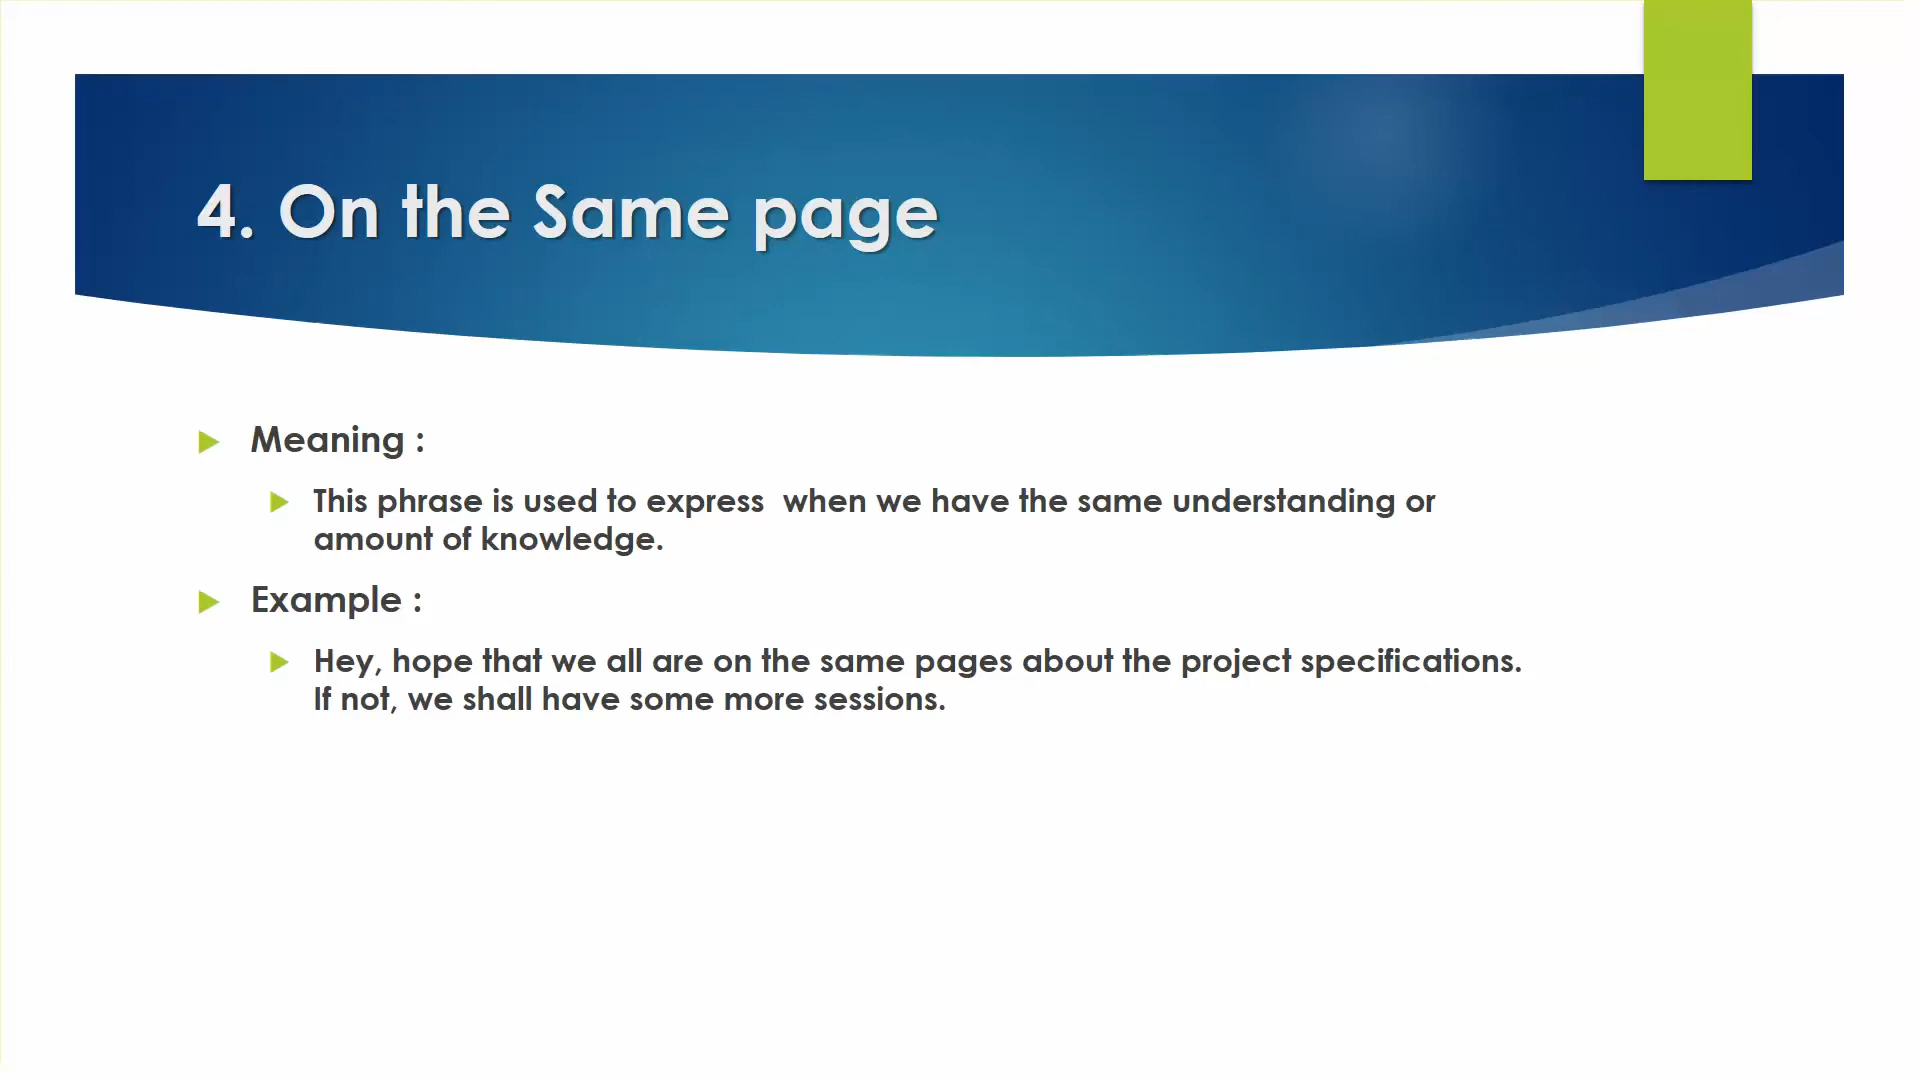 4. On the Same page
Meaning :
This phrase is used to express  when we have the same understanding or
amount of knowledge.
Example :
Hey, hope that we all are on the same pages about the project specifications.
If not, we shall have some more sessions.